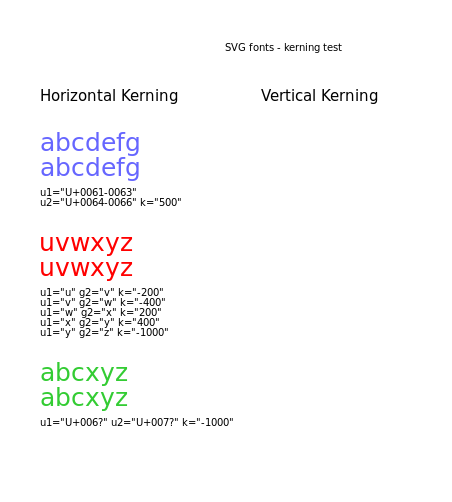 SVG fonts - kerning test
Horizontal Kerning
Vertical Kerning
abcdefg
abcdefg
u1="U+0061-0063"
u2="U+0064-0066" k="500"
uvwxyz
uvwxyz
u1="u" g2="v" k="-200"
u1="v" g2="w" k="-400"
u1="w" g2="x" k="200"
u1="x" g2="y" k="400"
u1="y" g2="z" k="-1000"
abcxyz
abcxyz
u1="U+006?" u2="U+007?" k="-1000"